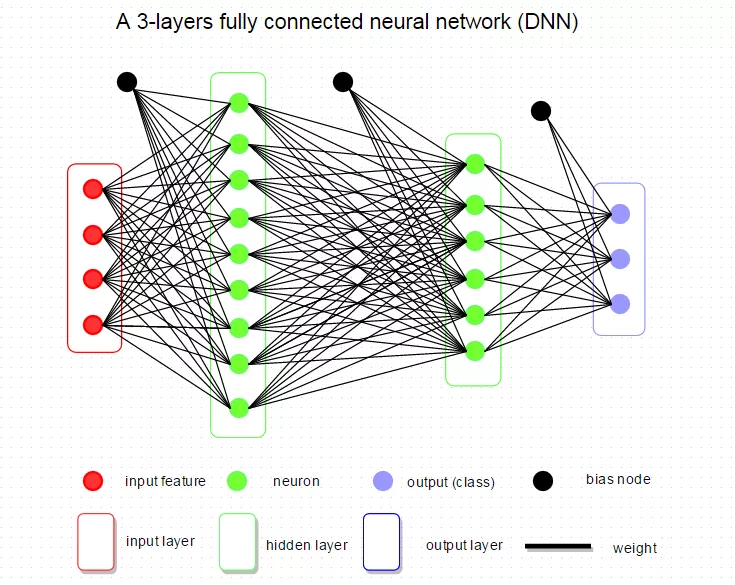 A 3-layers fully connected neural network (DNN)
input feature
neuron
output (class)
bias node
input layer
hidden layer
output layer
weight